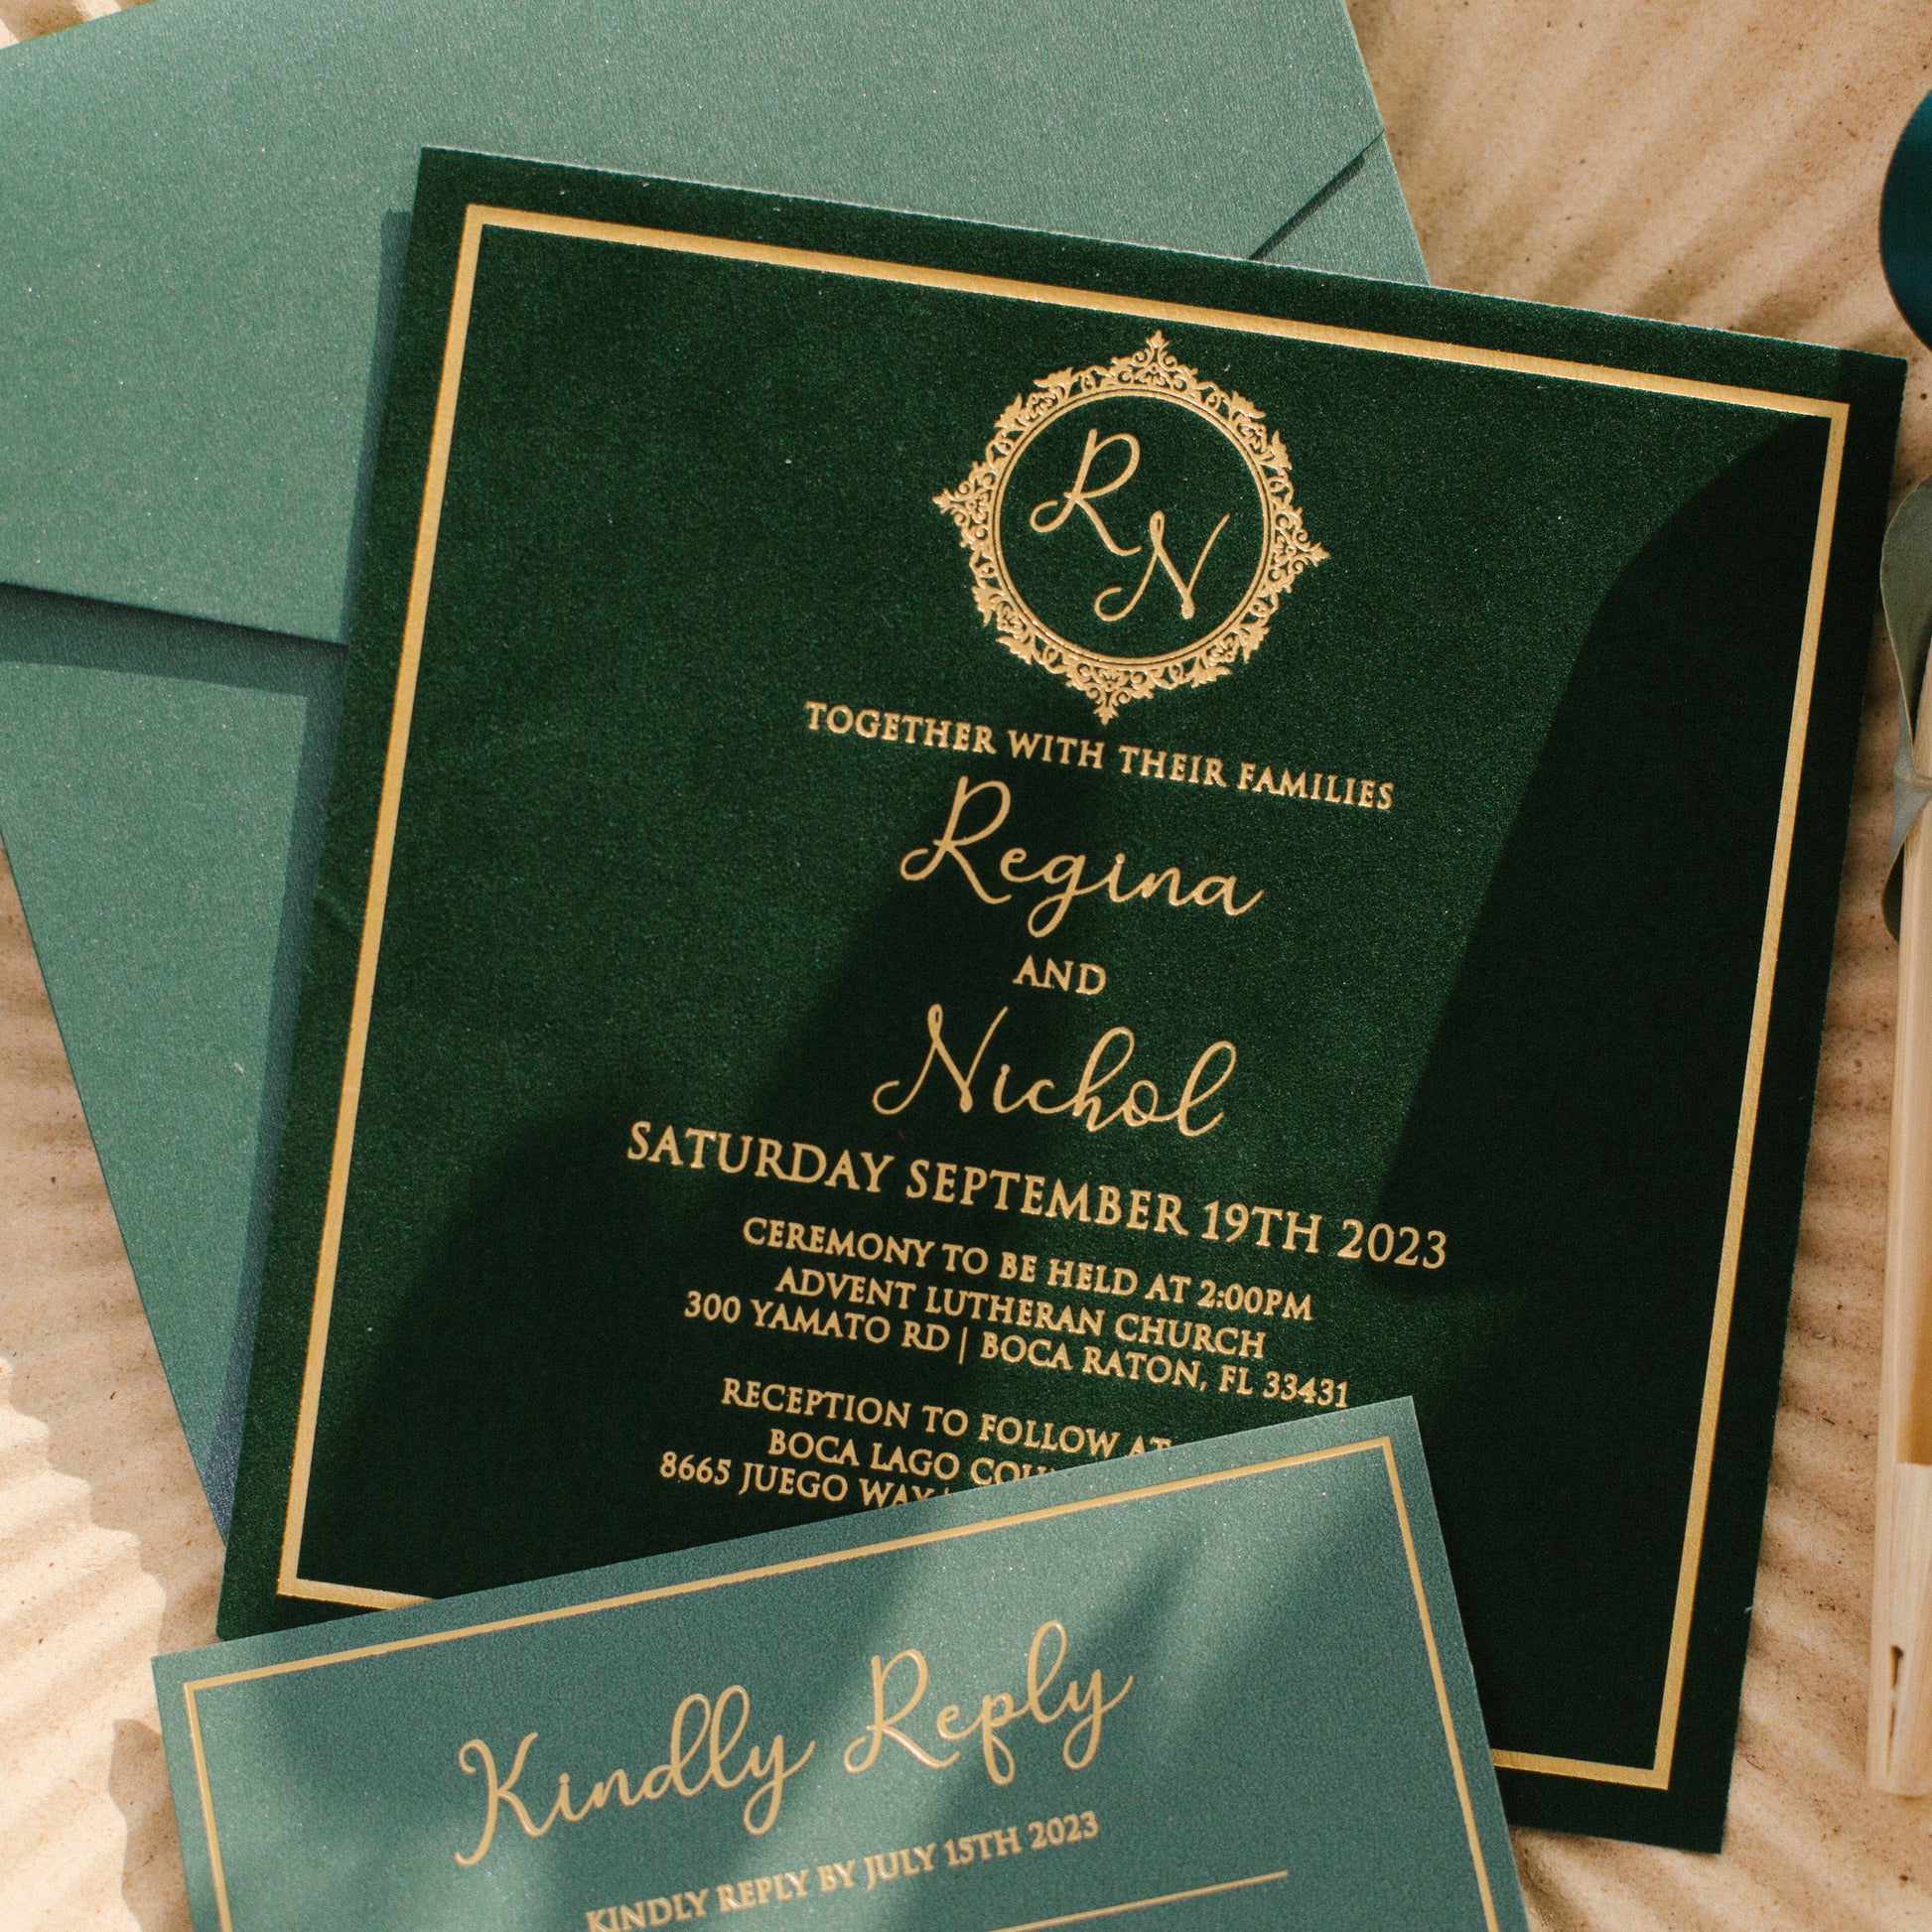 R
N
TOGETHER WITH THEIR FAMILIES
Regina
AND
Nichol
SATURDAY SEPTEMBER 19TH 2023
CEREMONY TO BE HELD AT 2:00PM
ADVENT LUTHERAN CHURCH
300 YAMATO RD | BOCA RATON, FL 33431
RECEPTION TO FOLLOW AT
BOCA LAGO
8665 JUEGO WAY |
Kindly Reply
KINDLY REPLY BY JULY 15TH 2023